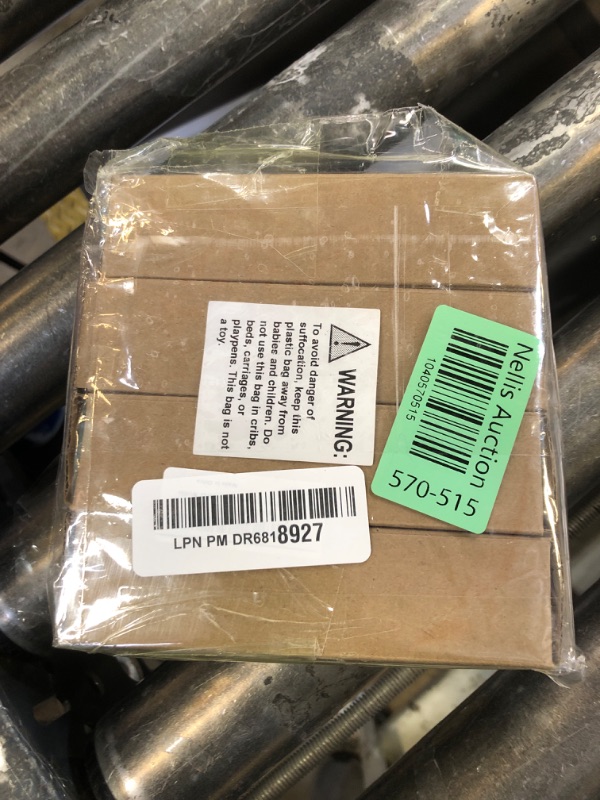 WARNING:
To avoid danger of
suffocation, keep this
plastic bag away from
babies and children. Do
not use this bag in cribs,
beds, carriages, or
playpens. This bag is not
a toy.
Nellis Auction
1040570515
570-515
LPN PM DR6818927